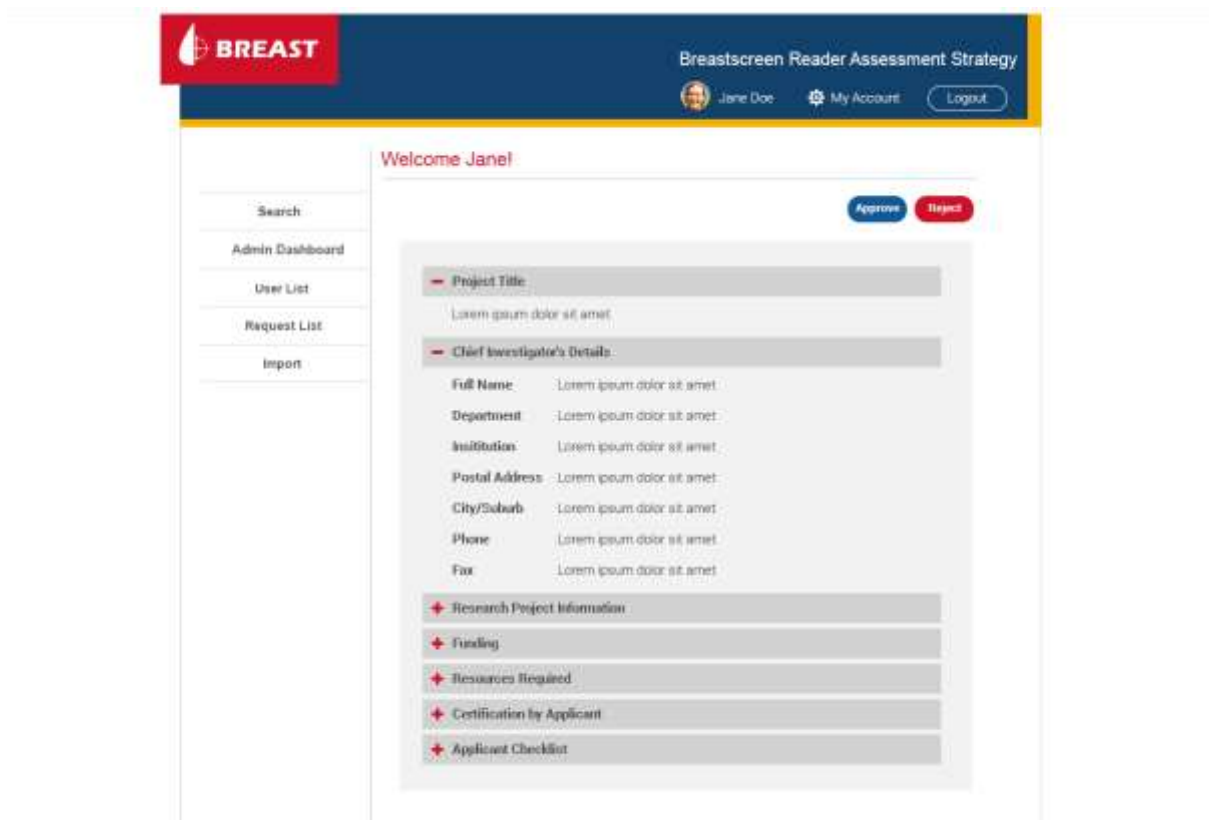 BREAST
Breastscreen Reader Assessment Strategy
Jane Doe My Account Logout
Welcome Jane!
Search
Admin Dashboard
User List
Request List
Import
Approve Reject
Project Title
Lorem ipsum dolor sit amet
Chief Investigator's Details
Full Name Lorem ipsum dolor sit amet
Department Lorem ipsum dolor sit amet
Insititution Lorem ipsum dolor sit amet
Postal Address Lorem ipsum dolor sit amet
City/Suburb Lorem ipsum dolor sit amet
Phone Lorem ipsum dolor sit amet
Fax Lorem ipsum dolor sit amet
Research Project Information
Funding
Resources Required
Certification by Applicant
Applicant Checklist